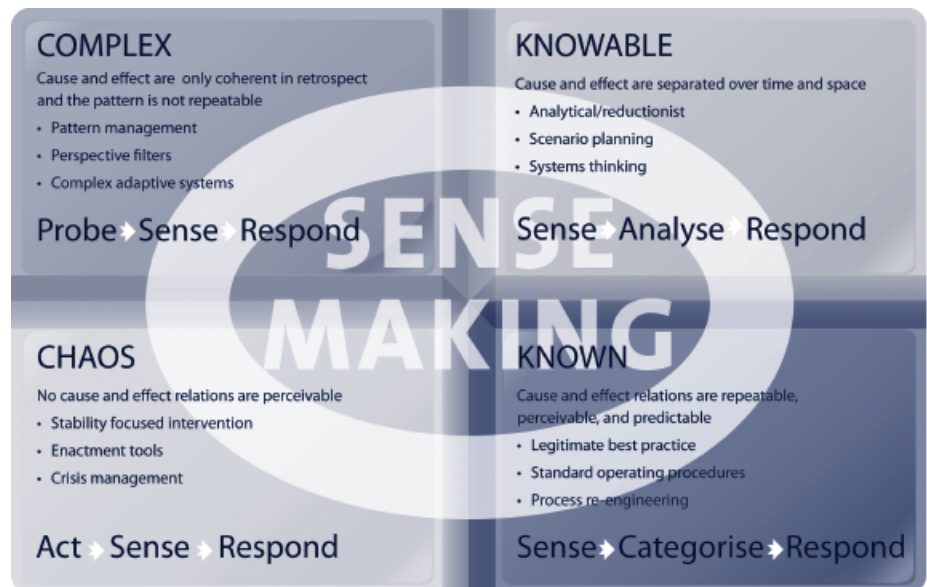 COMPLEX
Cause and effect are only coherent in retrospect
and the pattern is not repeatable
• Pattern management
• Perspective filters
• Complex adaptive systems
Probe Sense Respond
KNOWABLE
Cause and effect are separated over time and space
• Analytical/reductionist
• Scenario planning
• Systems thinking
Sense Analyse Respond
SENSE
MAKING
CHAOS
No cause and effect relations are perceivable
• Stability focused intervention
• Enactment tools
• Crisis management
Act Sense Respond
KNOWN
Cause and effect relations are repeatable,
perceivable, and predictable
• Legitimate best practice
• Standard operating procedures
• Process re-engineering
Sense Categorise Respond